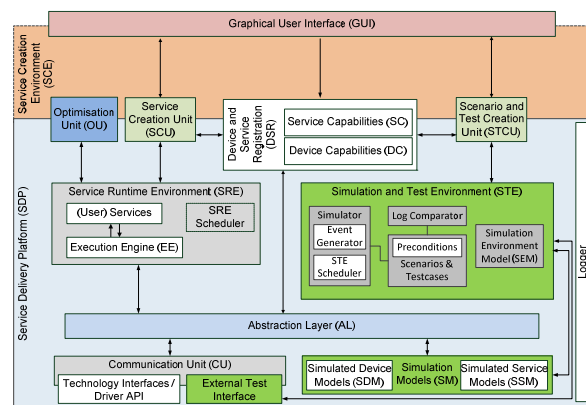 Graphical User Interface (GUI)
Service Creation
Environment (SCE)
Optimisation
Unit (OU)
Service
Creation Unit
(SCU)
Device and
Service
Registration
(DSR)
Service Capabilities (SC)
Device Capabilities (DC)
Scenario and
Test Creation
Unit (STCU)
Service Delivery Platform (SDP)
Service Runtime Environment (SRE)
(User) Services
SRE
Scheduler
Execution Engine (EE)
Simulation and Test Environment (STE)
Simulator
Event
Generator
STE
Scheduler
Log Comparator
Preconditions
Scenarios &
Testcases
Simulation
Environment
Model (SEM)
Logger
Abstraction Layer (AL)
Communication Unit (CU)
Technology Interfaces /
Driver API
External Test
Interface
Simulated Device
Models (SDM)
Simulation
Models (SM)
Simulated Service
Models (SSM)